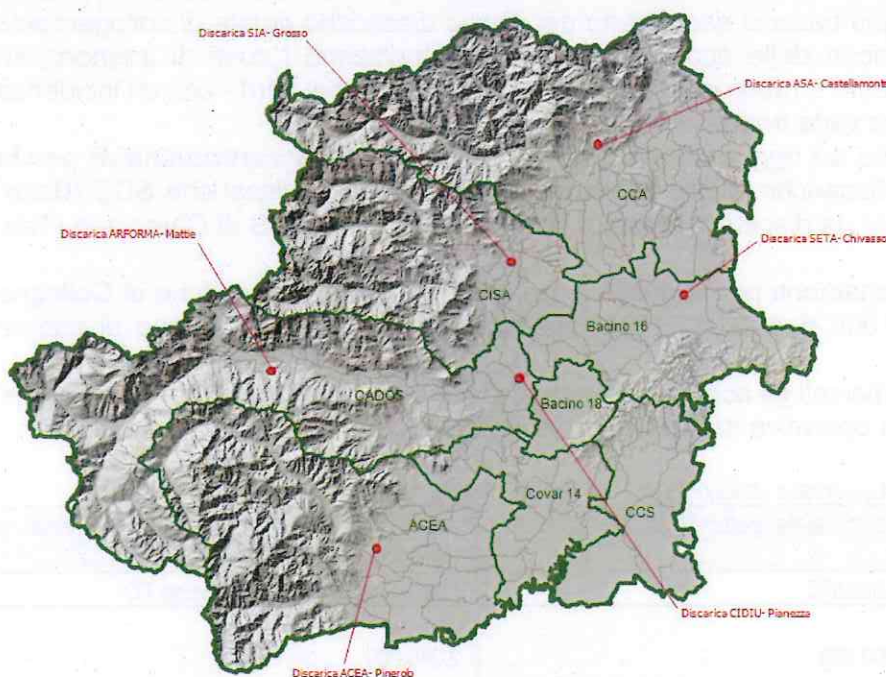 Discarica SIA- Grosso
Discarica ASA- Castellamonte
CCA
Discarica ARFORMA- Mattie
Discarica SETA- Chivasso
CISA
Bacino 16
CADOS
Bacino 18
Covar 14
ACEA
CCS
Discarica CIDIU- Pianezza
Discarica ACEA- Pinerolo